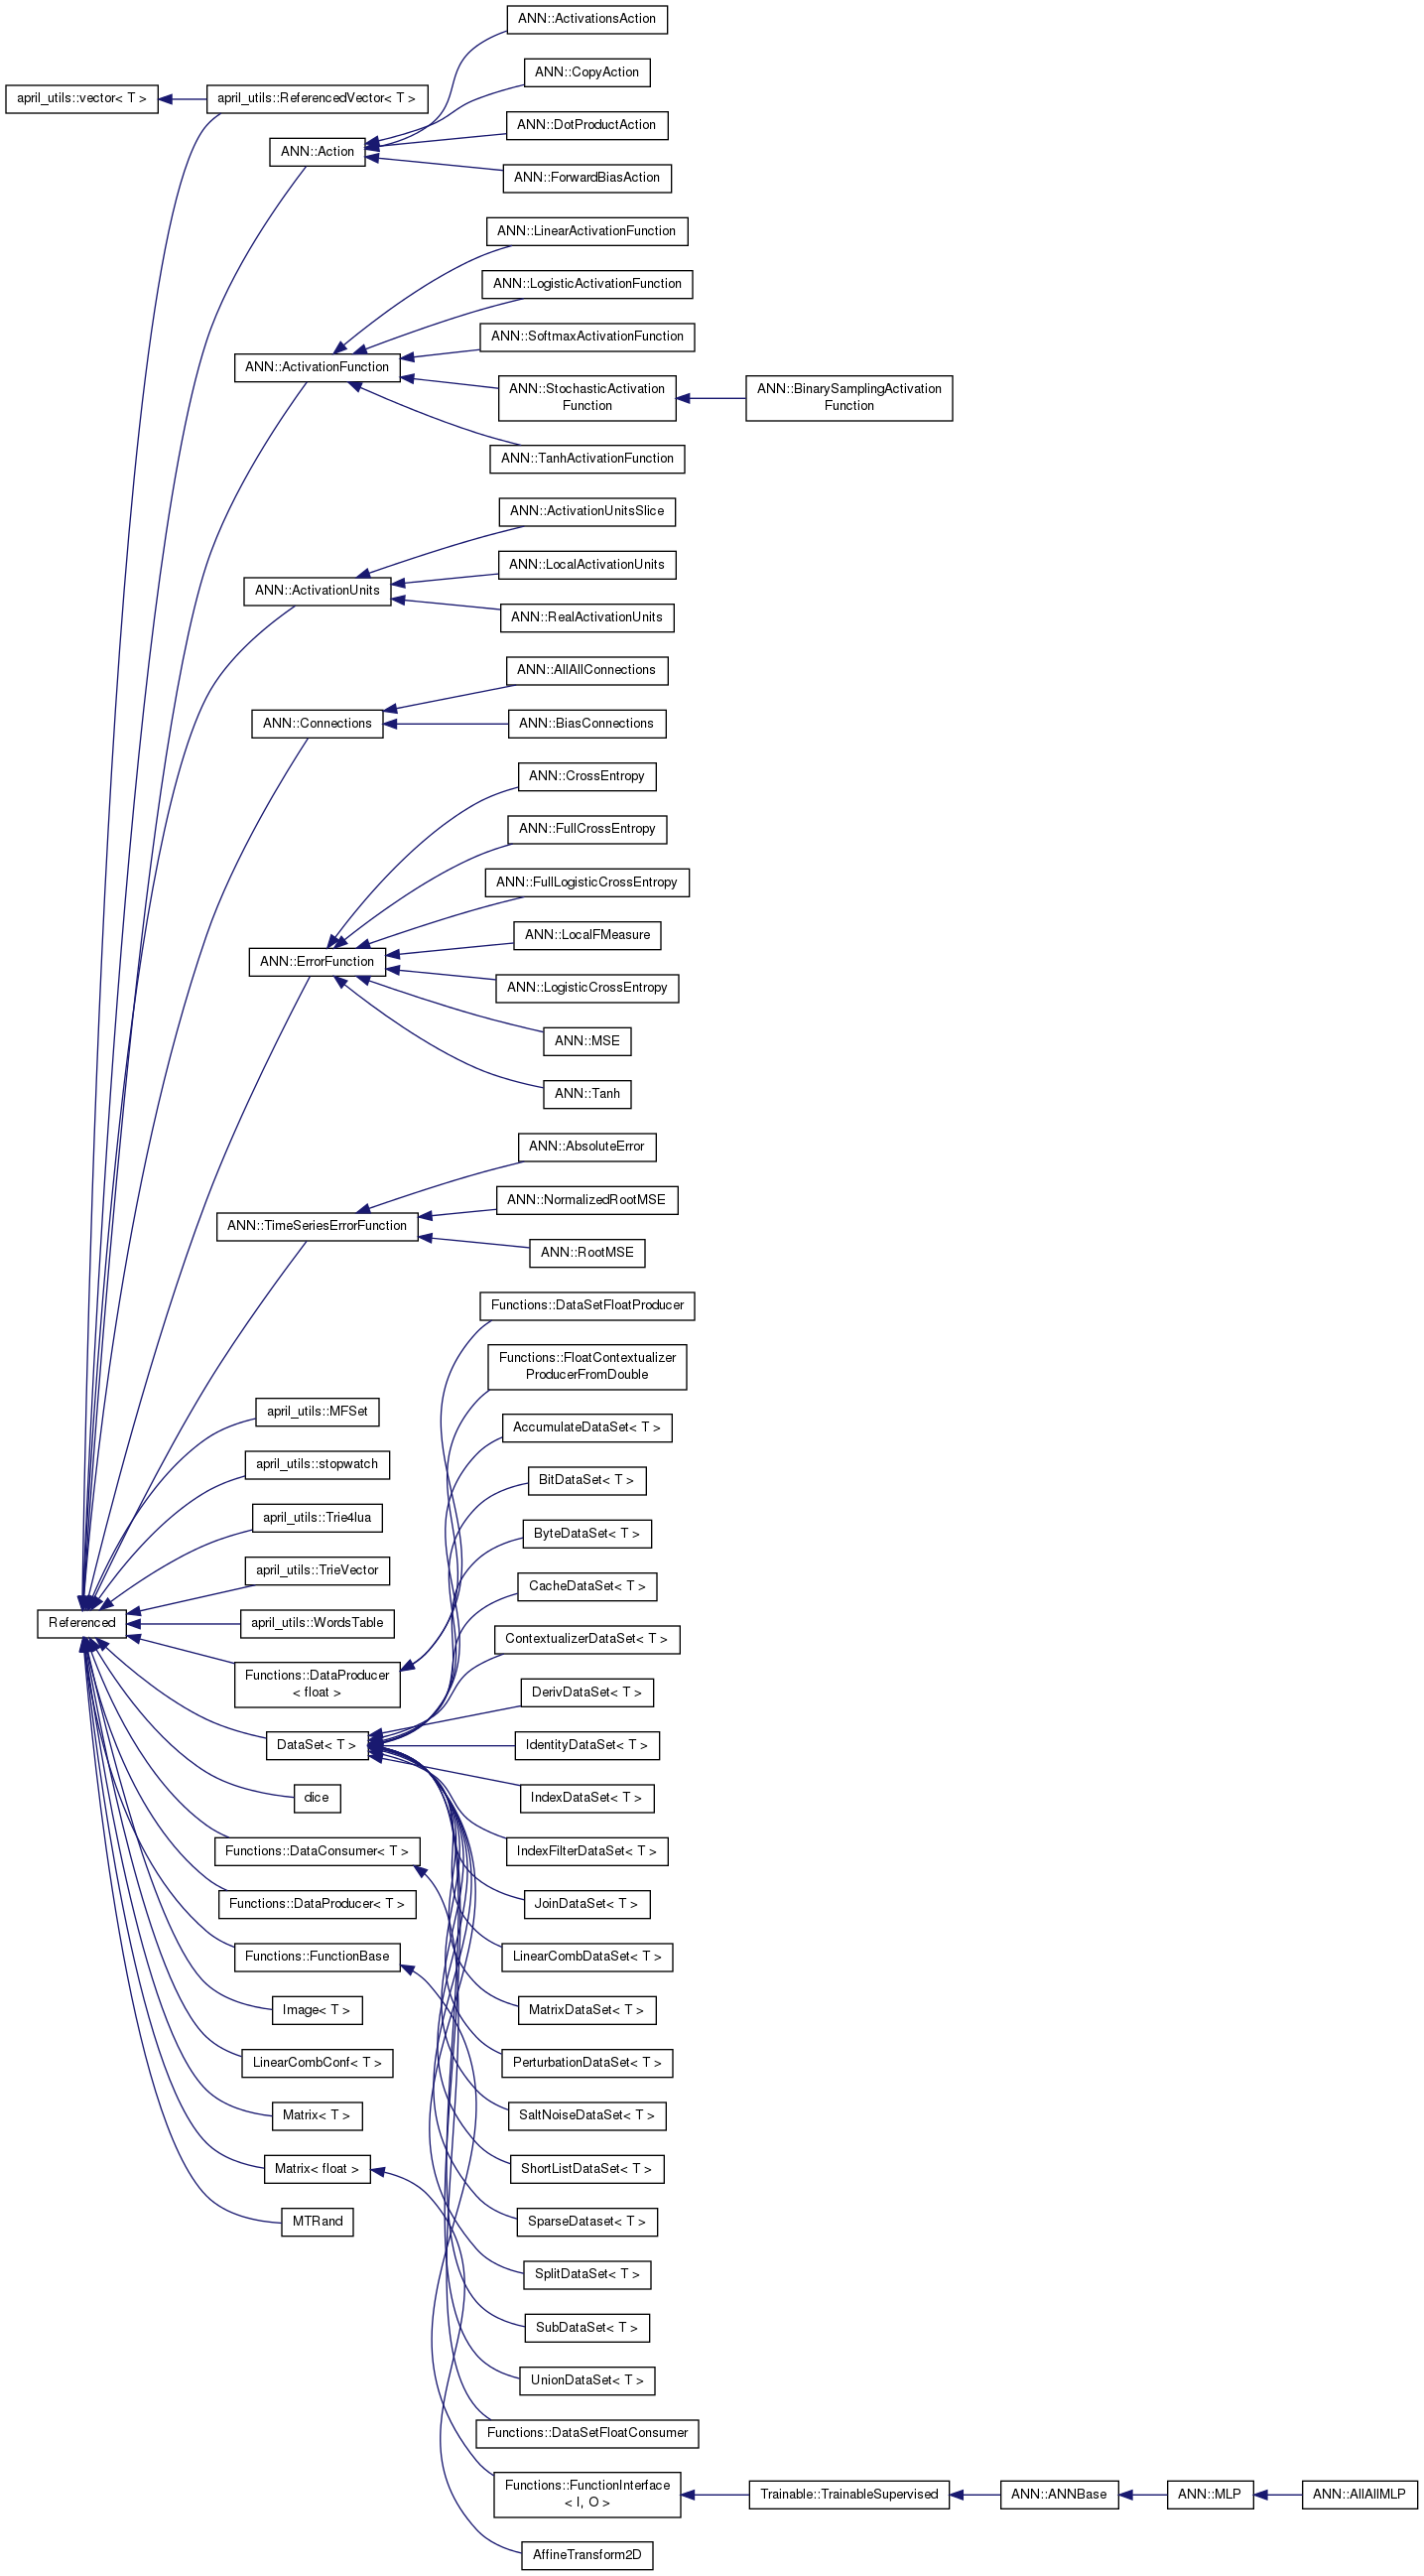 ANN::ActivationsAction
ANN::CopyAction
april_utils::vector< T >
april_utils::ReferencedVector< T >
ANN::DotProductAction
ANN::Action
ANN::ForwardBiasAction
ANN::LinearActivationFunction
ANN::LogisticActivationFunction
ANN::SoftmaxActivationFunction
ANN::ActivationFunction
ANN::StochasticActivation
Function
ANN::BinarySamplingActivation
Function
ANN::TanhActivationFunction
ANN::ActivationUnitsSlice
ANN::LocalActivationUnits
ANN::ActivationUnits
ANN::RealActivationUnits
ANN::AllAllConnections
ANN::Connections
ANN::BiasConnections
ANN::CrossEntropy
ANN::FullCrossEntropy
ANN::FullLogisticCrossEntropy
ANN::LocalFMeasure
ANN::ErrorFunction
ANN::LogisticCrossEntropy
ANN::MSE
ANN::Tanh
ANN::AbsoluteError
ANN::NormalizedRootMSE
ANN::TimeSeriesErrorFunction
ANN::RootMSE
Functions::DataSetFloatProducer
Functions::FloatContextualizer
ProducerFromDouble
april_utils::MFSet
AccumulateDataSet< T >
april_utils::stopwatch
BitDataSet< T >
april_utils::Trie4lua
ByteDataSet< T >
april_utils::TrieVector
CacheDataSet< T >
Referenced
april_utils::WordsTable
ContextualizerDataSet< T >
Functions::DataProducer
< float >
DerivDataSet< T >
DataSet< T >
IdentityDataSet< T >
dice
IndexDataSet< T >
Functions::DataConsumer< T >
IndexFilterDataSet< T >
Functions::DataProducer< T >
JoinDataSet< T >
Functions::FunctionBase
LinearCombDataSet< T >
Image< T >
MatrixDataSet< T >
LinearCombConf< T >
PerturbationDataSet< T >
Matrix< T >
SaltNoiseDataSet< T >
Matrix< float >
ShortListDataSet< T >
MTRand
SparseDataset< T >
SplitDataSet< T >
SubDataSet< T >
UnionDataSet< T >
Functions::DataSetFloatConsumer
Functions::FunctionInterface
< I, O >
Trainable::TrainableSupervised
ANN::ANNBase
ANN::MLP
ANN::AllAllMLP
AffineTransform2D